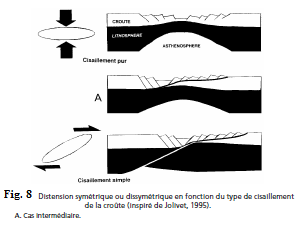 CROUTE
LITHOSPHERE
ASTHENOSPHERE
Cisaillement pur
A
Cisaillement simple
Fig. 8 Distension symétrique ou dissymétrique en fonction du type de cisaillement
de la croûte (inspiré de Jolivet, 1995).
A. Cas intermédiaire.